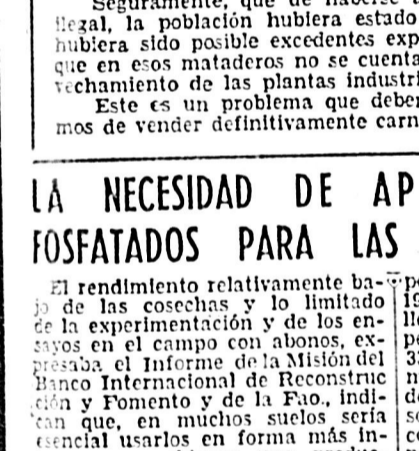 Seguramente, que de haberse
ilegal, la población hubiera estado
hubiera sido posible excedentes exp
que en esos mataderos no se cuenta
vechamiento de las plantas industri
Este es un problema que debe
mos de vender definitivamente carn
LA NECESIDAD DE AP
FOSFATADOS PARA LAS
El rendimiento relativamente ba-
jo de las cosechas y lo limitado
de la experimentación y de los en-
sayos en el campo con abonos, ex-
presaba el Informe de la Misión del
Banco Internacional de Reconstruc
ción y Fomento y de la Fao., indi-
can que, en muchos suelos sería
esencial usarlos en forma más in-